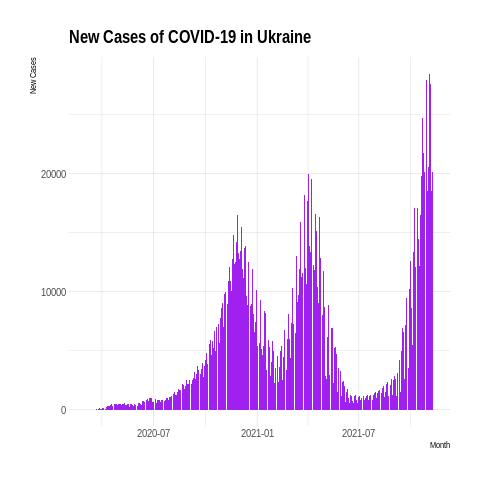 New Cases of COVID-19 in Ukraine
New Cases
20000
10000
0
2020-07
2021-01
2021-07
Month